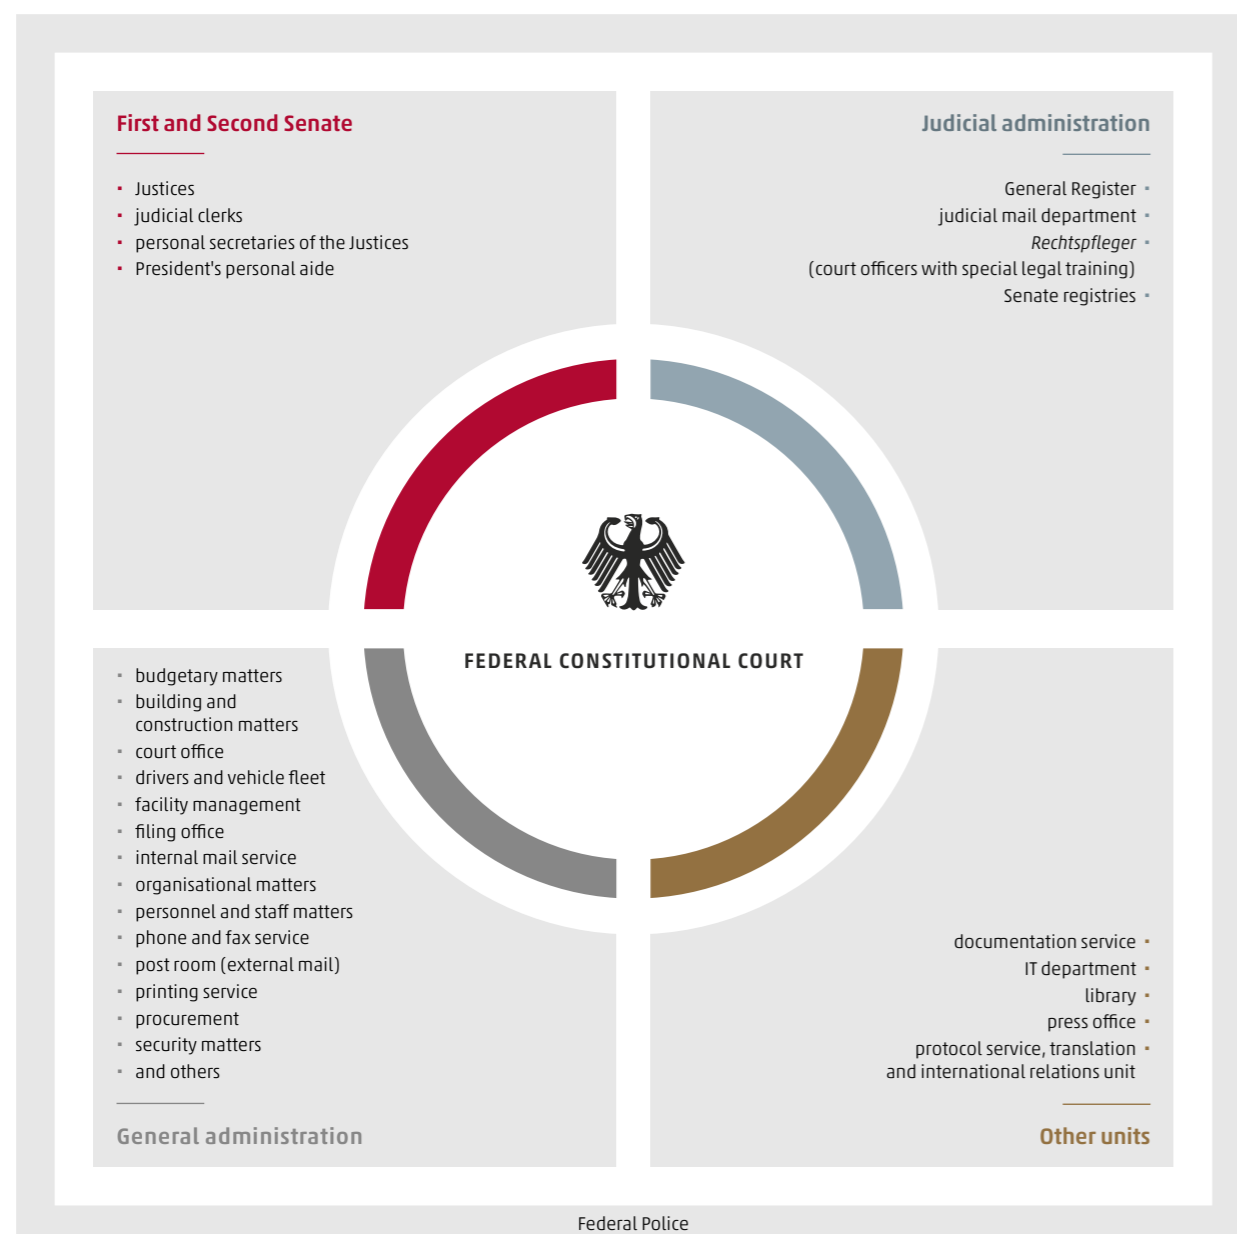 First and Second Senate
▪ Justices
▪ judicial clerks
▪ personal secretaries of the Justices
▪ President's personal aide
Judicial administration
General Register ▪
judicial mail department ▪
Rechtspfleger ▪
(court officers with special legal training)
Senate registries ▪
FEDERAL CONSTITUTIONAL COURT
▪ budgetary matters
▪ building and
construction matters
▪ court office
▪ drivers and vehicle fleet
▪ facility management
▪ filing office
▪ internal mail service
▪ organisational matters
▪ personnel and staff matters
▪ phone and fax service
▪ post room (external mail)
▪ printing service
▪ procurement
▪ security matters
▪ and others
General administration
documentation service ▪
IT department ▪
library ▪
press office ▪
protocol service, translation ▪
and international relations unit
Other units
Federal Police